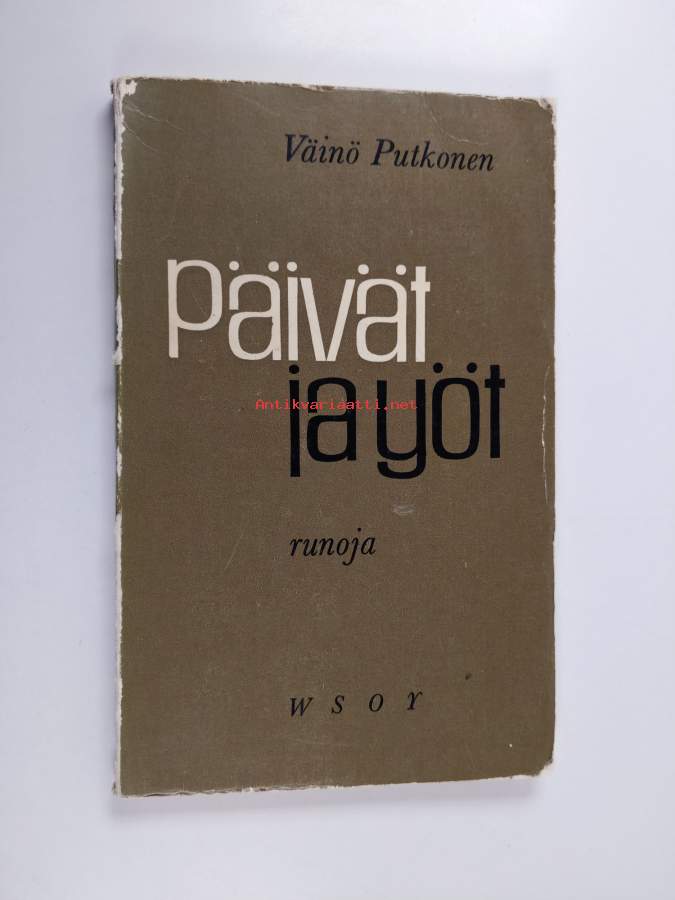 Väinö Putkonen
päivät
Antikvariaatti.net
ja yöt
runoja
WSOY